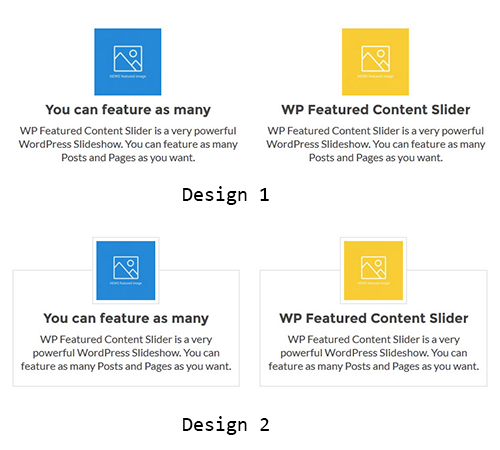 DEMO featured image
DEMO featured image
You can feature as many
WP Featured Content Slider
WP Featured Content Slider is a very powerful
WordPress Slideshow. You can feature as many
Posts and Pages as you want.
WP Featured Content Slider is a very powerful
WordPress Slideshow. You can feature as many
Posts and Pages as you want.
Design 1
DEMO featured image
DEMO featured image
You can feature as many
WP Featured Content Slider
WP Featured Content Slider is a very
powerful WordPress Slideshow. You can
feature as many Posts and Pages as you want.
WP Featured Content Slider is a very
powerful WordPress Slideshow. You can
feature as many Posts and Pages as you want.
Design 2